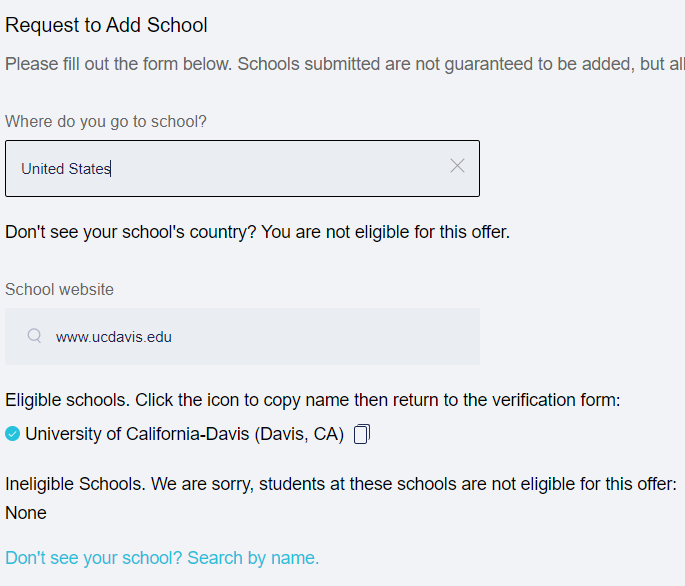 Request to Add School
Please fill out the form below. Schools submitted are not guaranteed to be added, but all
Where do you go to school?
United States
Don't see your school's country? You are not eligible for this offer.
School website
www.ucdavis.edu
Eligible schools. Click the icon to copy name then return to the verification form:
University of California-Davis (Davis, CA)
Ineligible Schools. We are sorry, students at these schools are not eligible for this offer:
None
Don't see your school? Search by name.